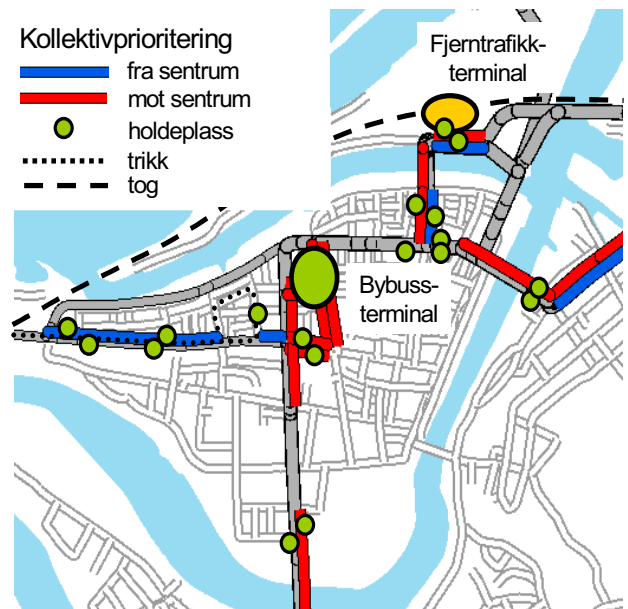 Kollektivprioritering
fra sentrum
mot sentrum
holdeplass
trikk
tog
Fjerntrafikk-
terminal
Bybuss-
terminal